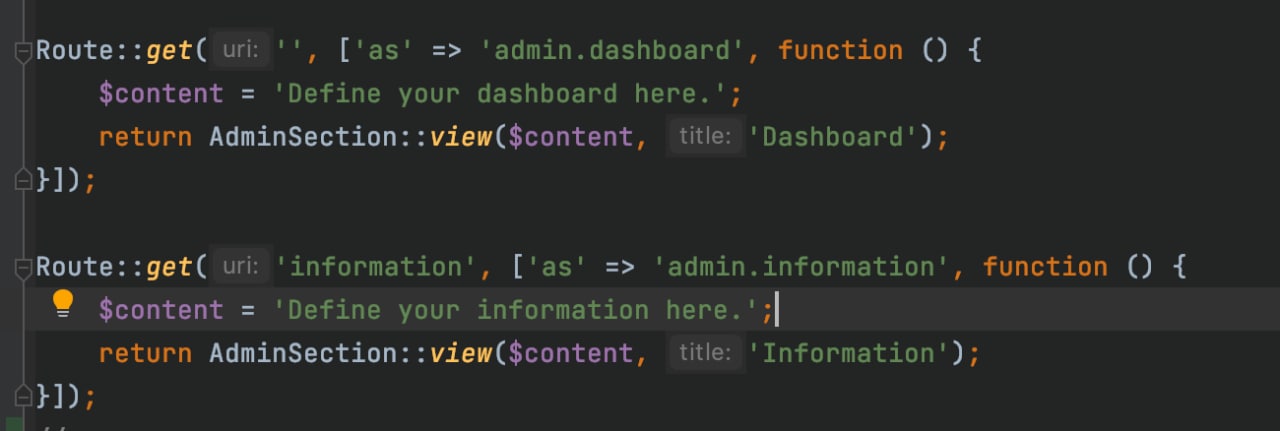 Route::get( uri: '', ['as' => 'admin.dashboard', function () {
    $content = 'Define your dashboard here.';
    return AdminSection::view($content, title: 'Dashboard');
}]);

Route::get( uri: 'information', ['as' => 'admin.information', function () {
    $content = 'Define your information here.';
    return AdminSection::view($content, title: 'Information');
}]);
//